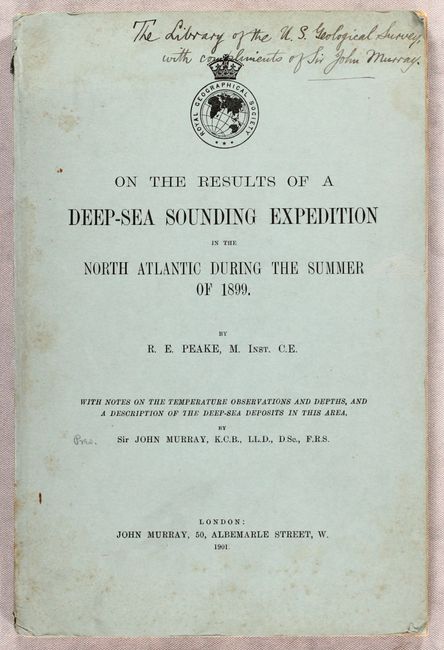 The Library of the U.S. Geological Survey,
with compliments of Sir John Murray.
ROYAL GEOGRAPHICAL SOCIETY
ON THE RESULTS OF A
DEEP-SEA SOUNDING EXPEDITION
IN THE
NORTH ATLANTIC DURING THE SUMMER
OF 1899.
BY
R. E. PEAKE, M. INST. C.E.
WITH NOTES ON THE TEMPERATURE OBSERVATIONS AND DEPTHS, AND
A DESCRIPTION OF THE DEEP-SEA DEPOSITS IN THIS AREA,
BY
Sir JOHN MURRAY, K.C.B., LL.D., D.Sc., F.R.S.
LONDON:
JOHN MURRAY, 50, ALBEMARLE STREET, W.
1901.